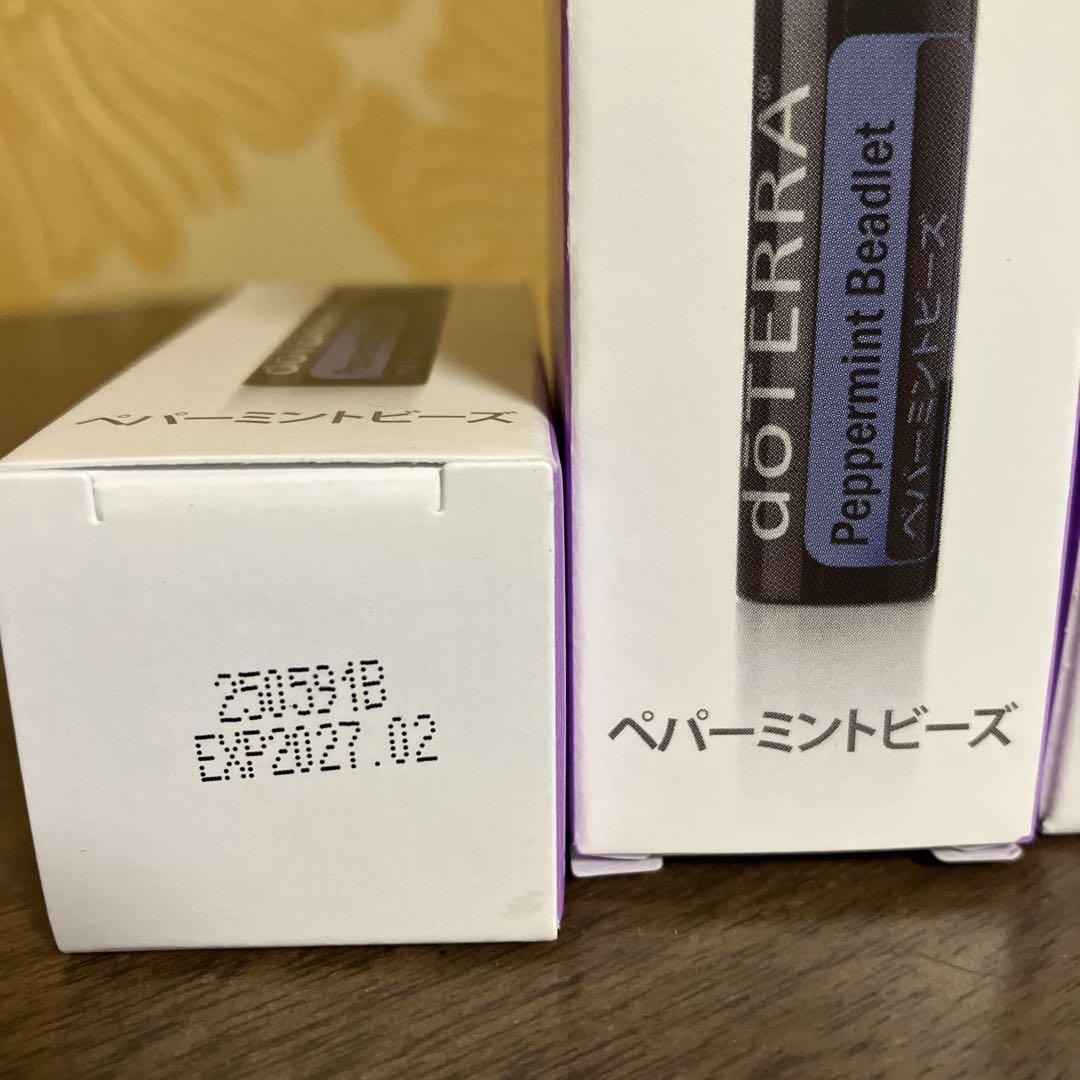 ペパーミントビーズ
250591B
EXP2027.02
dōTERRA®
Peppermint Beadlet
ペパーミントビーズ
ペパーミントビーズ